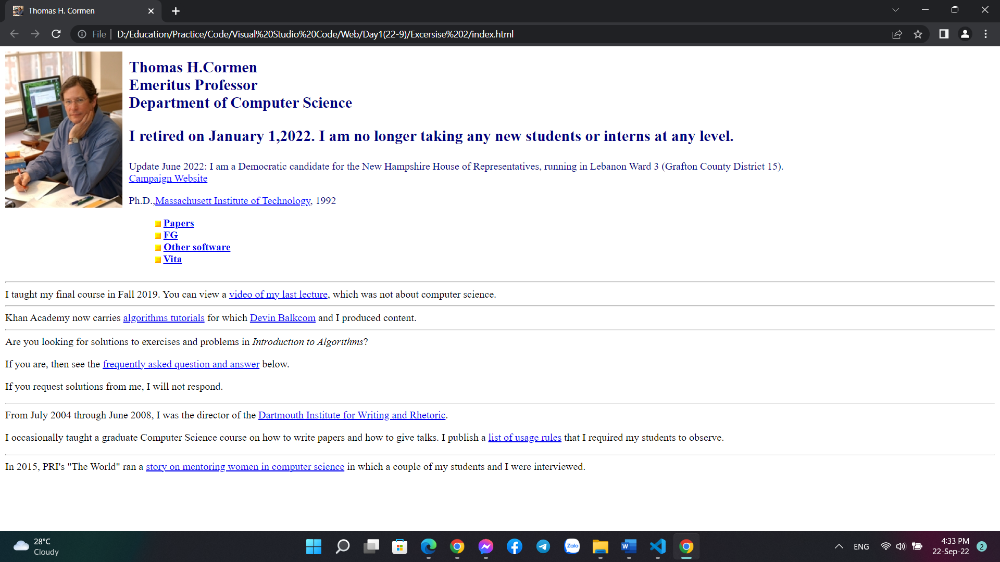 Thomas H. Cormen
File
D:/Education/Practice/Code/Visual%20Studio%20Code/Web/Day1(22-9)/Excersise%202/index.html
Thomas H.Cormen
Emeritus Professor
Department of Computer Science
I retired on January 1,2022. I am no longer taking any new students or interns at any level.
Update June 2022: I am a Democratic candidate for the New Hampshire House of Representatives, running in Lebanon Ward 3 (Grafton County District 15).
Campaign Website
Ph.D.,Massachusett Institute of Technology, 1992
Papers
FG
Other software
Vita
I taught my final course in Fall 2019. You can view a video of my last lecture, which was not about computer science.
Khan Academy now carries algorithms tutorials for which Devin Balkcom and I produced content.
Are you looking for solutions to exercises and problems in Introduction to Algorithms?
If you are, then see the frequently asked question and answer below.
If you request solutions from me, I will not respond.
From July 2004 through June 2008, I was the director of the Dartmouth Institute for Writing and Rhetoric.
I occasionally taught a graduate Computer Science course on how to write papers and how to give talks. I publish a list of usage rules that I required my students to observe.
In 2015, PRI's "The World" ran a story on mentoring women in computer science in which a couple of my students and I were interviewed.
28°C
Cloudy
Zalo
W
ENG
4:33 PM
22-Sep-22
2